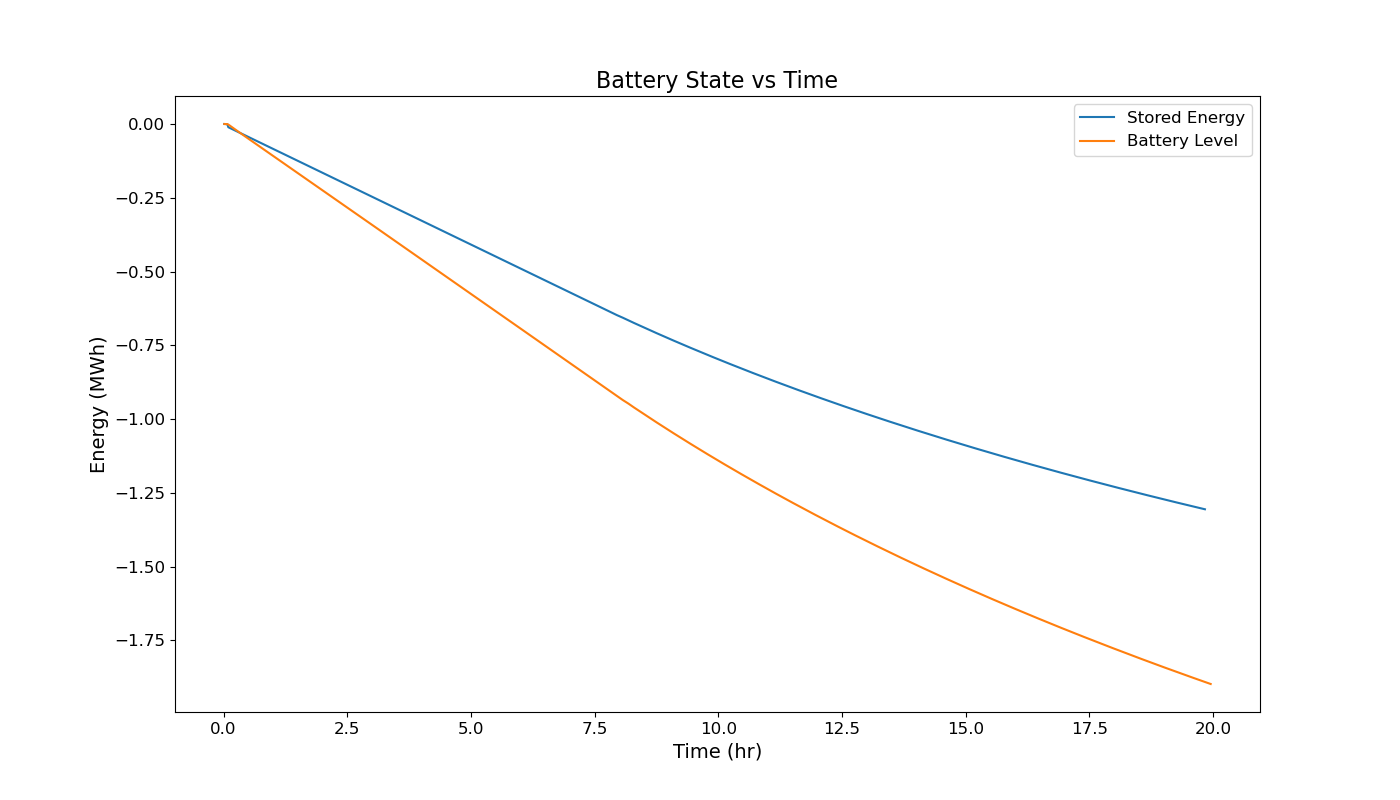 Battery State vs Time
Stored Energy
Battery Level
Energy (MWh)
0.00
−0.25
−0.50
−0.75
−1.00
−1.25
−1.50
−1.75
0.0 2.5 5.0 7.5 10.0 12.5 15.0 17.5 20.0
Time (hr)